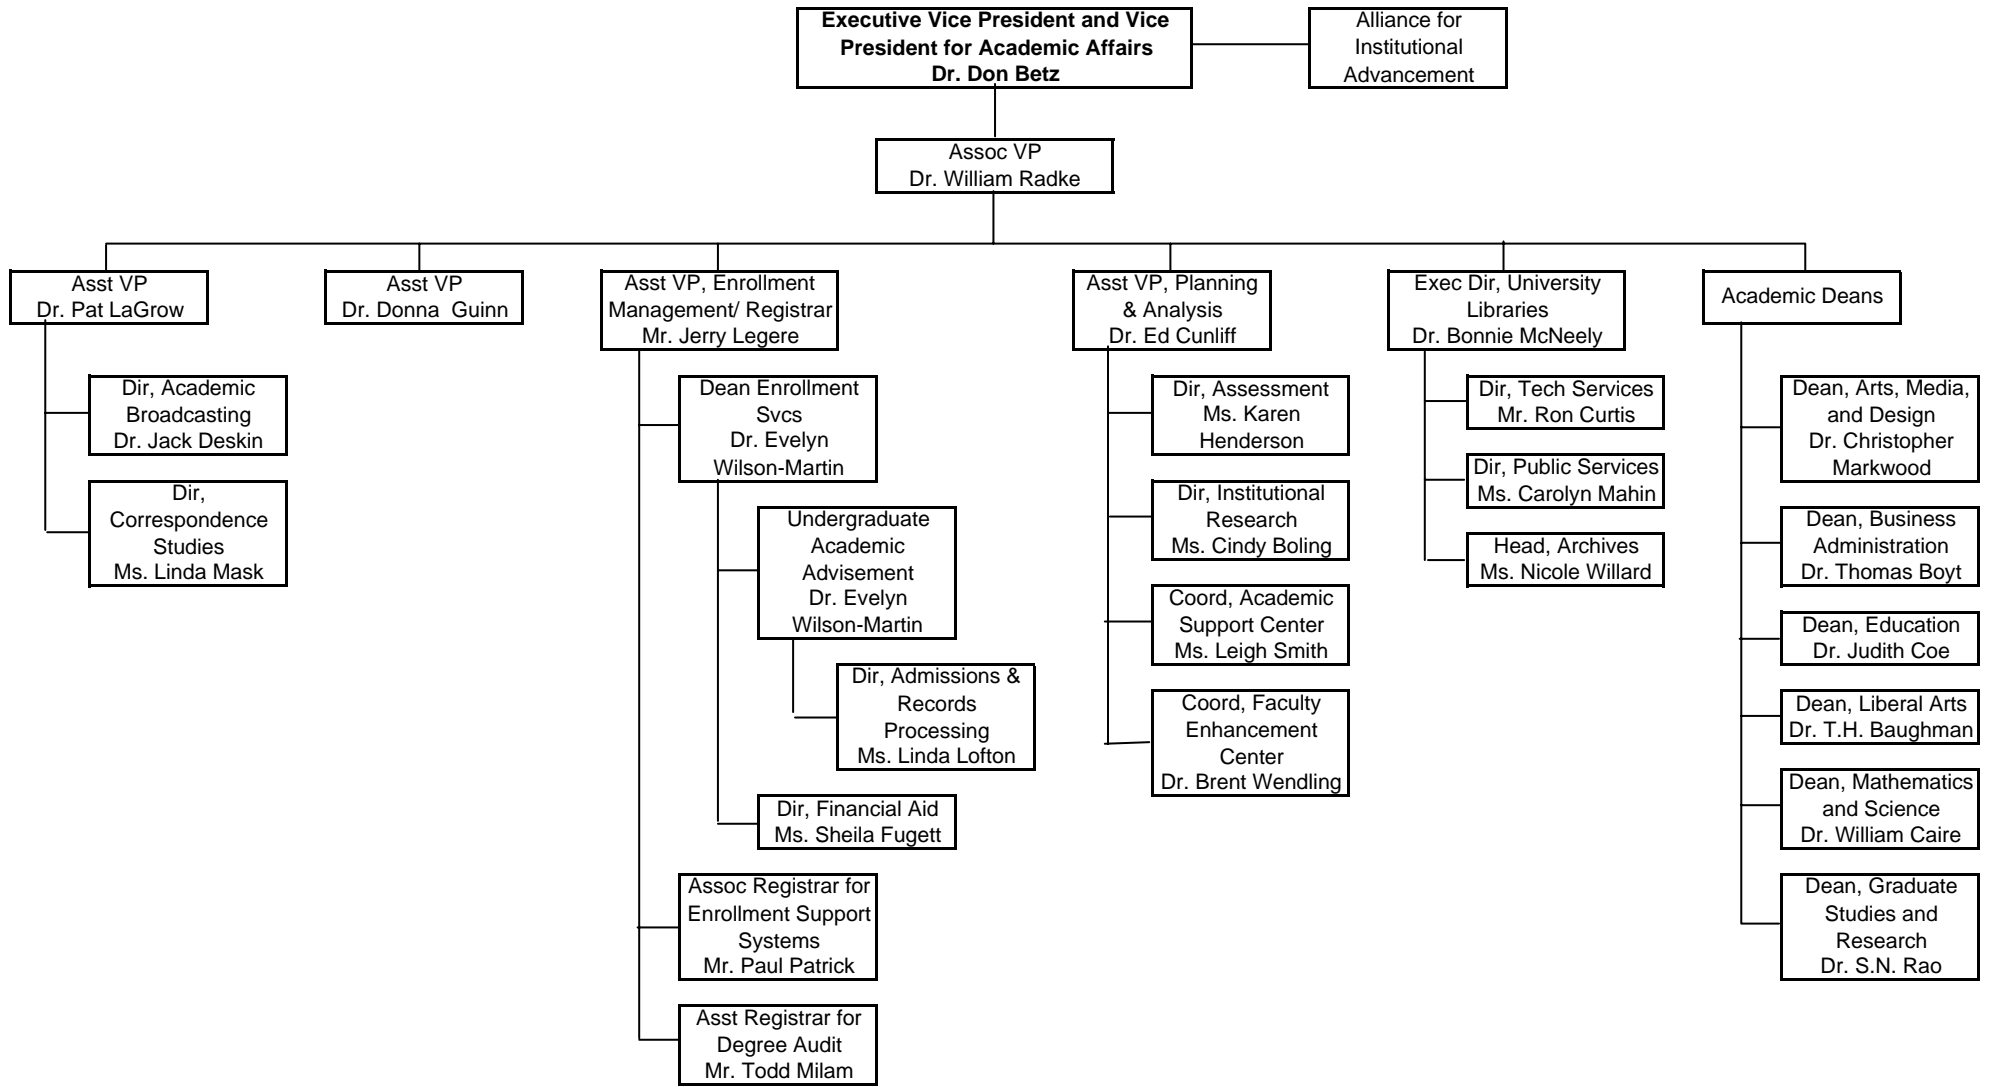 Executive Vice President and Vice
President for Academic Affairs
Dr. Don Betz
Alliance for
Institutional
Advancement
Assoc VP
Dr. William Radke
Asst VP
Dr. Pat LaGrow
Dir, Academic
Broadcasting
Dr. Jack Deskin
Dir,
Correspondence
Studies
Ms. Linda Mask
Asst VP
Dr. Donna  Guinn
Asst VP, Enrollment
Management/ Registrar
Mr. Jerry Legere
Dean Enrollment
Svcs
Dr. Evelyn
Wilson-Martin
Undergraduate
Academic
Advisement
Dr. Evelyn
Wilson-Martin
Dir, Admissions &
Records
Processing
Ms. Linda Lofton
Dir, Financial Aid
Ms. Sheila Fugett
Assoc Registrar for
Enrollment Support
Systems
Mr. Paul Patrick
Asst Registrar for
Degree Audit
Mr. Todd Milam
Asst VP, Planning
& Analysis
Dr. Ed Cunliff
Dir, Assessment
Ms. Karen
Henderson
Dir, Institutional
Research
Ms. Cindy Boling
Coord, Academic
Support Center
Ms. Leigh Smith
Coord, Faculty
Enhancement
Center
Dr. Brent Wendling
Exec Dir, University
Libraries
Dr. Bonnie McNeely
Dir, Tech Services
Mr. Ron Curtis
Dir, Public Services
Ms. Carolyn Mahin
Head, Archives
Ms. Nicole Willard
Academic Deans
Dean, Arts, Media,
and Design
Dr. Christopher
Markwood
Dean, Business
Administration
Dr. Thomas Boyt
Dean, Education
Dr. Judith Coe
Dean, Liberal Arts
Dr. T.H. Baughman
Dean, Mathematics
and Science
Dr. William Caire
Dean, Graduate
Studies and
Research
Dr. S.N. Rao